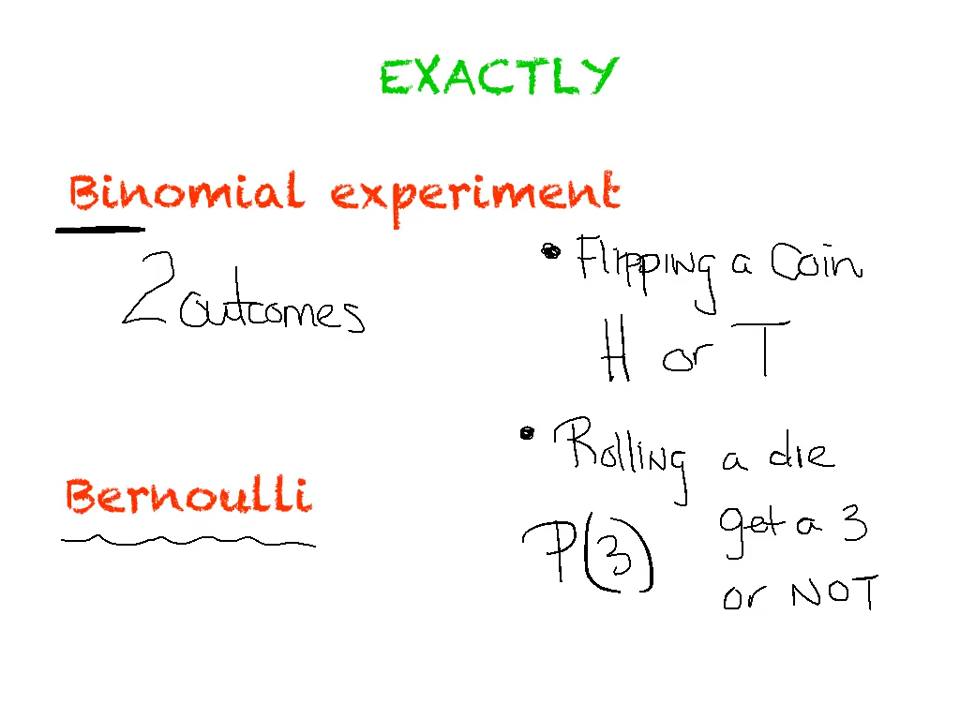 EXACTLY
Binomial experiment
2 outcomes
• Flipping a Coin
H or T
• Rolling a die
get a 3
or NOT
P(3)
Bernoulli